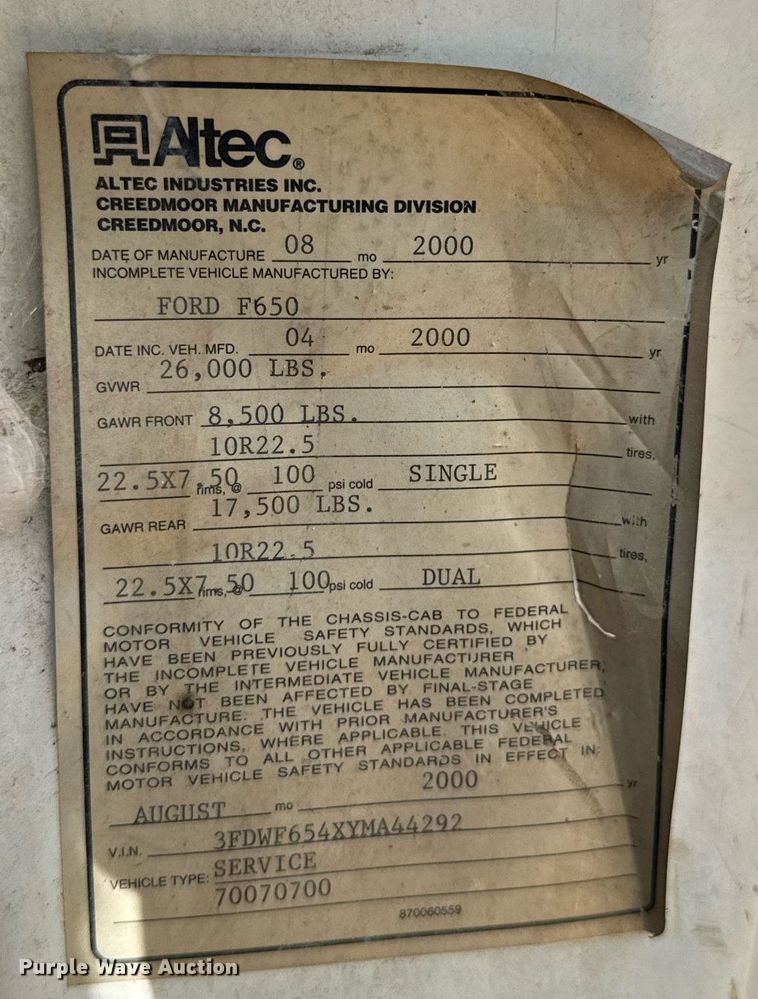 Altec®
ALTEC INDUSTRIES INC.
CREEDMOOR MANUFACTURING DIVISION
CREEDMOOR, N.C.
DATE OF MANUFACTURE 08 mo 2000 yr
INCOMPLETE VEHICLE MANUFACTURED BY:
FORD F650
DATE INC. VEH. MFD. 04 mo 2000 yr
GVWR 26,000 LBS.
GAWR FRONT 8,500 LBS. with
10R22.5 tires,
22.5X7.50 rims, @ 100 psi cold SINGLE
GAWR REAR 17,500 LBS. with
10R22.5 tires,
22.5X7.50 rims, @ 100 psi cold DUAL
CONFORMITY OF THE CHASSIS-CAB TO FEDERAL
MOTOR VEHICLE SAFETY STANDARDS, WHICH
HAVE BEEN PREVIOUSLY FULLY CERTIFIED BY
THE INCOMPLETE VEHICLE MANUFACTURER
OR BY THE INTERMEDIATE VEHICLE MANUFACTURER,
HAVE NOT BEEN AFFECTED BY FINAL-STAGE
MANUFACTURE. THE VEHICLE HAS BEEN COMPLETED
IN ACCORDANCE WITH PRIOR MANUFACTURER'S
INSTRUCTIONS, WHERE APPLICABLE. THIS VEHICLE
CONFORMS TO ALL OTHER APPLICABLE FEDERAL
MOTOR VEHICLE SAFETY STANDARDS IN EFFECT IN:
AUGUST mo 2000 yr
V.I.N. 3FDWF654XYMA44292
VEHICLE TYPE: SERVICE
70070700
870060559
Purple Wave Auction